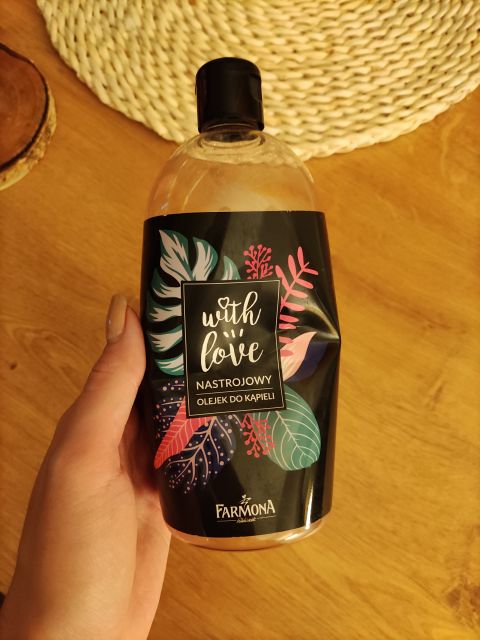 with
love
NASTROJOWY
OLEJEK DO KĄPIELI
FARMONA